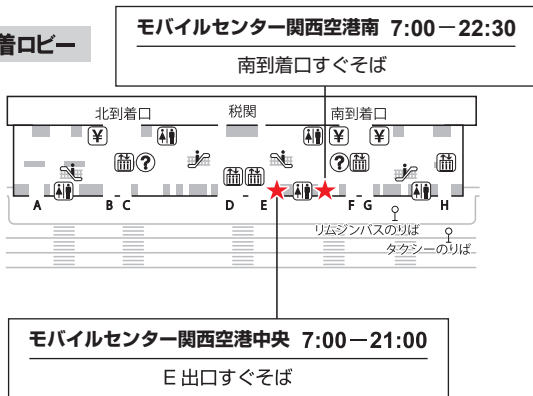 着ロビー
モバイルセンター関西空港南 7:00－22:30
南到着口すぐそば
北到着口 税関 南到着口
¥ ¥ ¥
? ?
A B C D E F G H
リムジンバスのりば
タクシーのりば
モバイルセンター関西空港中央 7:00－21:00
E 出口すぐそば